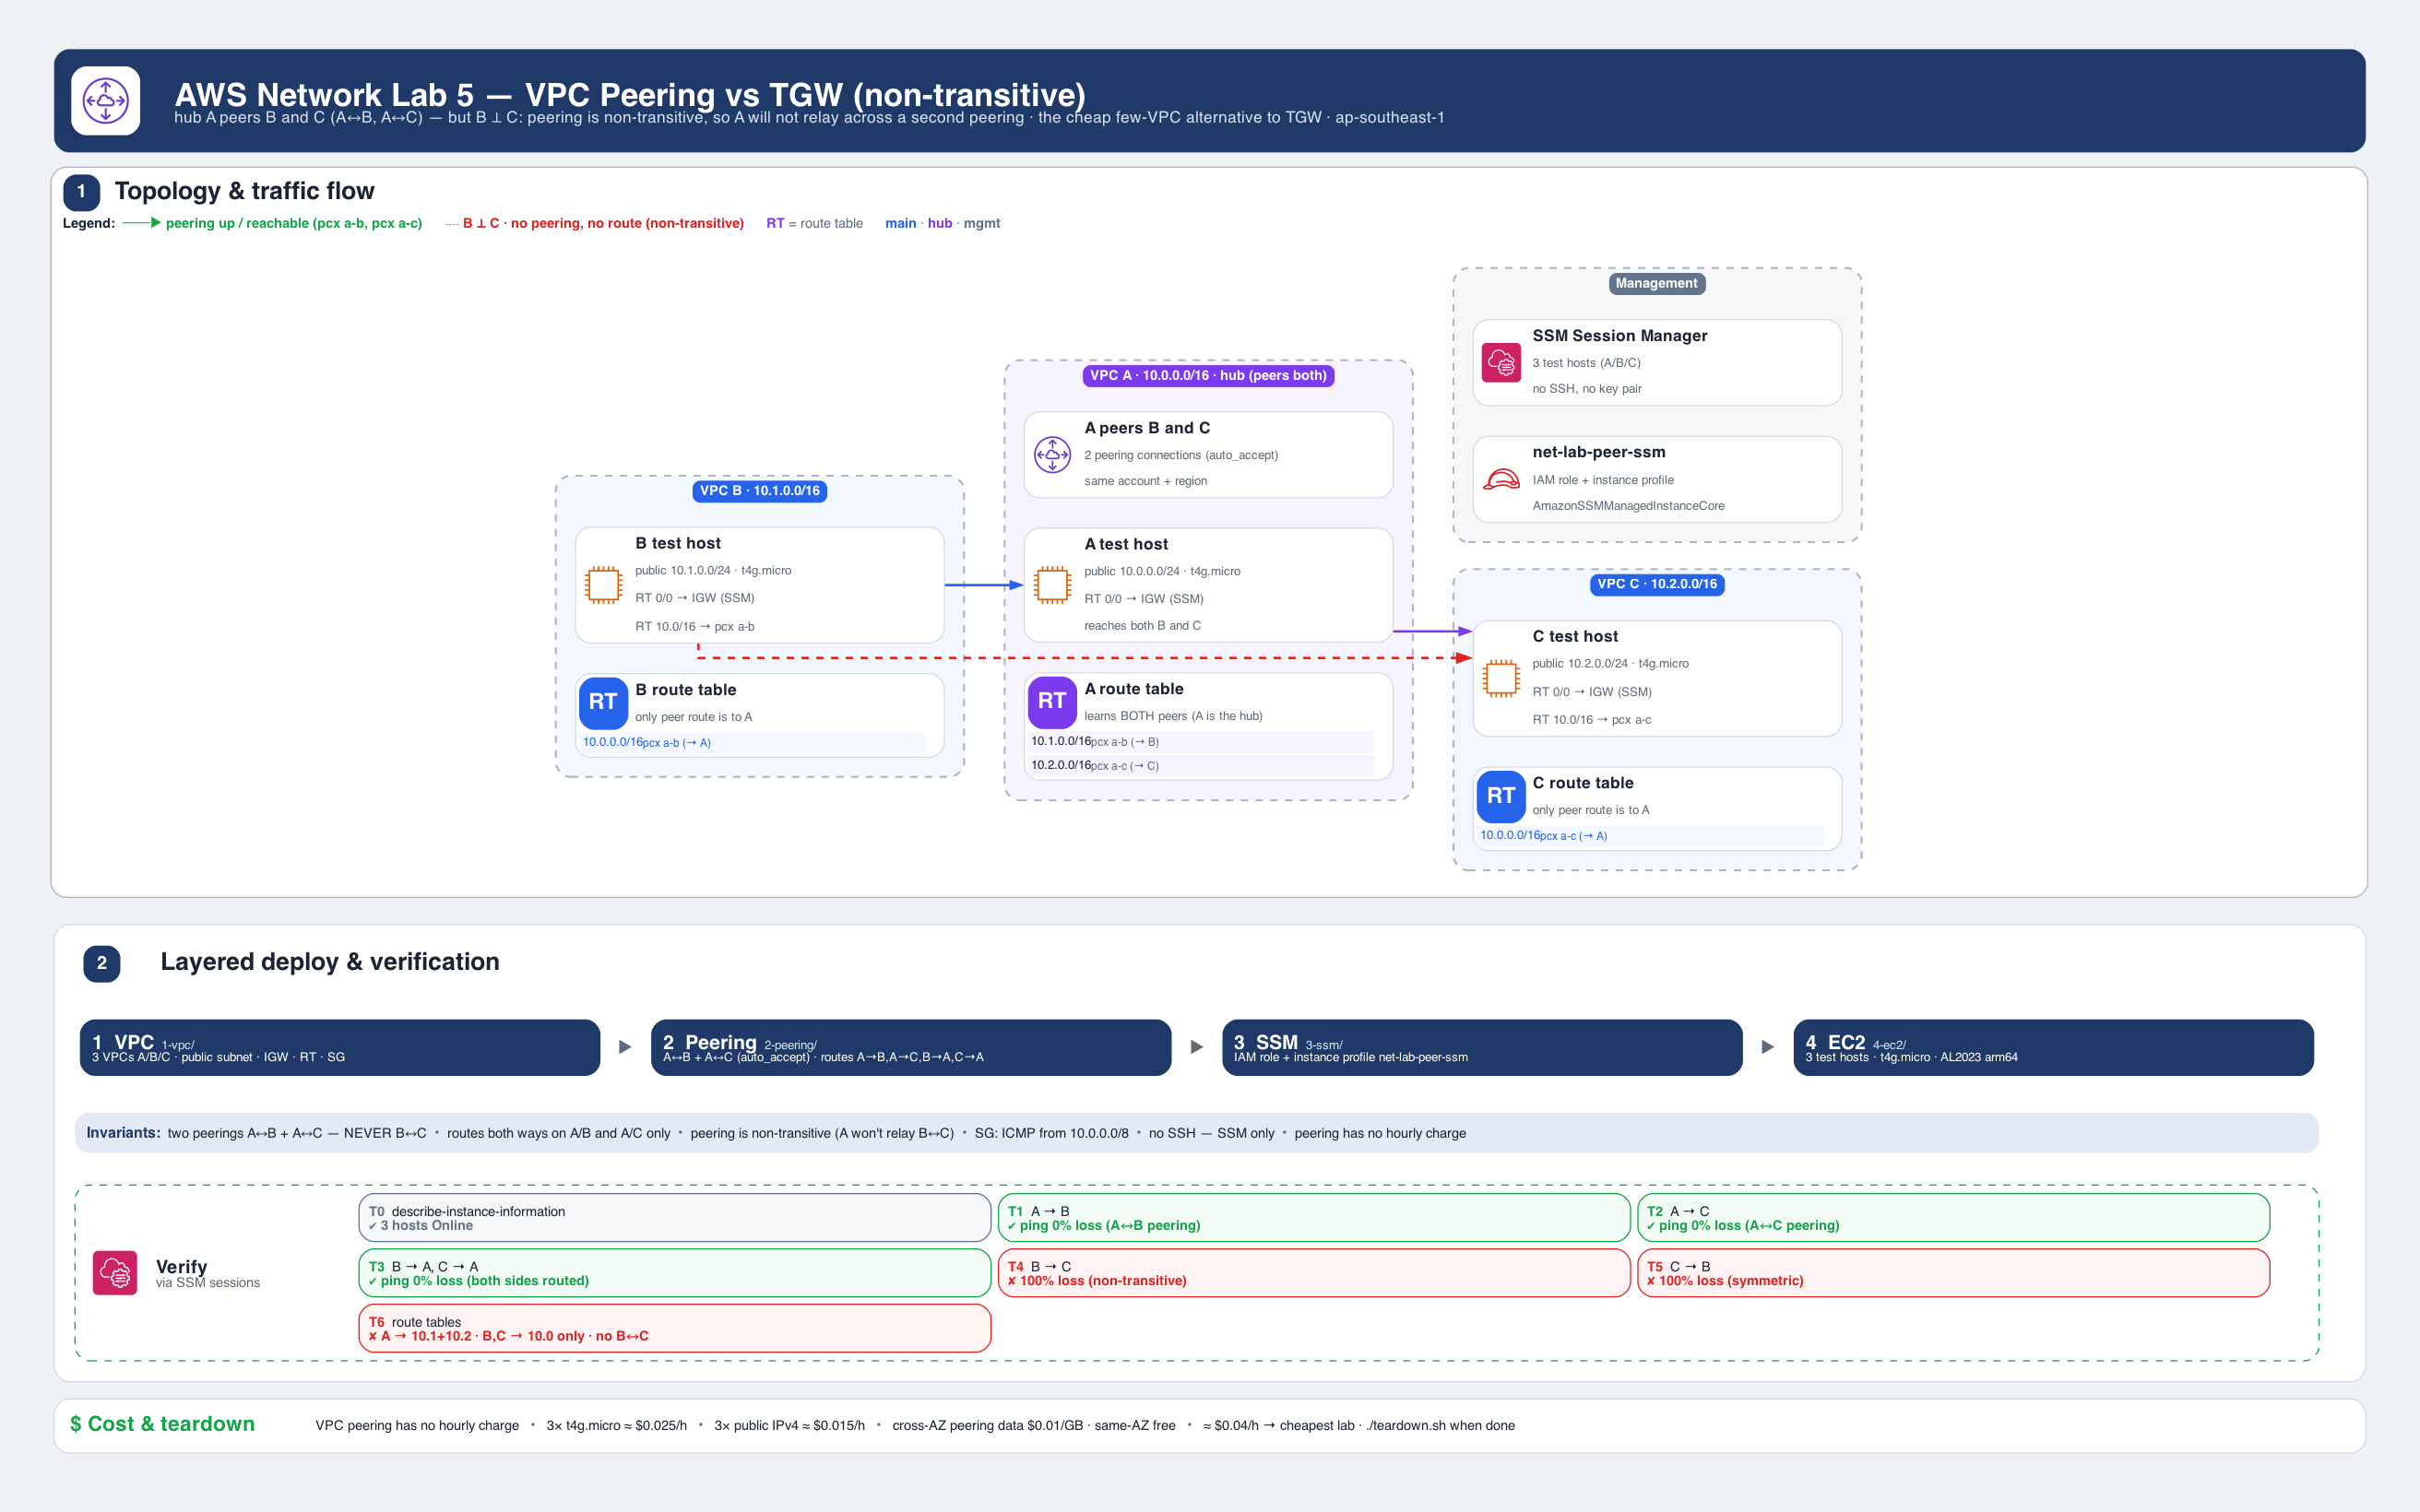 AWS Network Lab 5 — VPC Peering vs TGW (non-transitive)
hub A peers B and C (A↔B, A↔C) — but B ⊥ C: peering is non-transitive, so A will not relay across a second peering · the cheap few-VPC alternative to TGW · ap-southeast-1
1 Topology & traffic flow
Legend: peering up / reachable (pcx a-b, pcx a-c) B ⊥ C · no peering, no route (non-transitive) RT = route table main · hub · mgmt
VPC B · 10.1.0.0/16
B test host
public 10.1.0.0/24 · t4g.micro
RT 0/0 → IGW (SSM)
RT 10.0/16 → pcx a-b
RT
B route table
only peer route is to A
10.0.0.0/16 pcx a-b (→ A)
VPC A · 10.0.0.0/16 · hub (peers both)
A peers B and C
2 peering connections (auto_accept)
same account + region
A test host
public 10.0.0.0/24 · t4g.micro
RT 0/0 → IGW (SSM)
reaches both B and C
RT
A route table
learns BOTH peers (A is the hub)
10.1.0.0/16 pcx a-b (→ B)
10.2.0.0/16 pcx a-c (→ C)
Management
SSM Session Manager
3 test hosts (A/B/C)
no SSH, no key pair
net-lab-peer-ssm
IAM role + instance profile
AmazonSSMManagedInstanceCore
VPC C · 10.2.0.0/16
C test host
public 10.2.0.0/24 · t4g.micro
RT 0/0 → IGW (SSM)
RT 10.0/16 → pcx a-c
RT
C route table
only peer route is to A
10.0.0.0/16 pcx a-c (→ A)
2 Layered deploy & verification
1 VPC 1-vpc/
3 VPCs A/B/C · public subnet · IGW · RT · SG
2 Peering 2-peering/
A↔B + A↔C (auto_accept) · routes A→B,A→C,B→A,C→A
3 SSM 3-ssm/
IAM role + instance profile net-lab-peer-ssm
4 EC2 4-ec2/
3 test hosts · t4g.micro · AL2023 arm64
Invariants: two peerings A↔B + A↔C — NEVER B↔C • routes both ways on A/B and A/C only • peering is non-transitive (A won't relay B↔C) • SG: ICMP from 10.0.0.0/8 • no SSH — SSM only • peering has no hourly charge
Verify
via SSM sessions
T0 describe-instance-information
✔ 3 hosts Online
T1 A → B
✔ ping 0% loss (A↔B peering)
T2 A → C
✔ ping 0% loss (A↔C peering)
T3 B → A, C → A
✔ ping 0% loss (both sides routed)
T4 B → C
✘ 100% loss (non-transitive)
T5 C → B
✘ 100% loss (symmetric)
T6 route tables
✘ A → 10.1+10.2 · B,C → 10.0 only · no B↔C
$ Cost & teardown
VPC peering has no hourly charge • 3× t4g.micro ≈ $0.025/h • 3× public IPv4 ≈ $0.015/h • cross-AZ peering data $0.01/GB · same-AZ free • ≈ $0.04/h → cheapest lab · ./teardown.sh when done